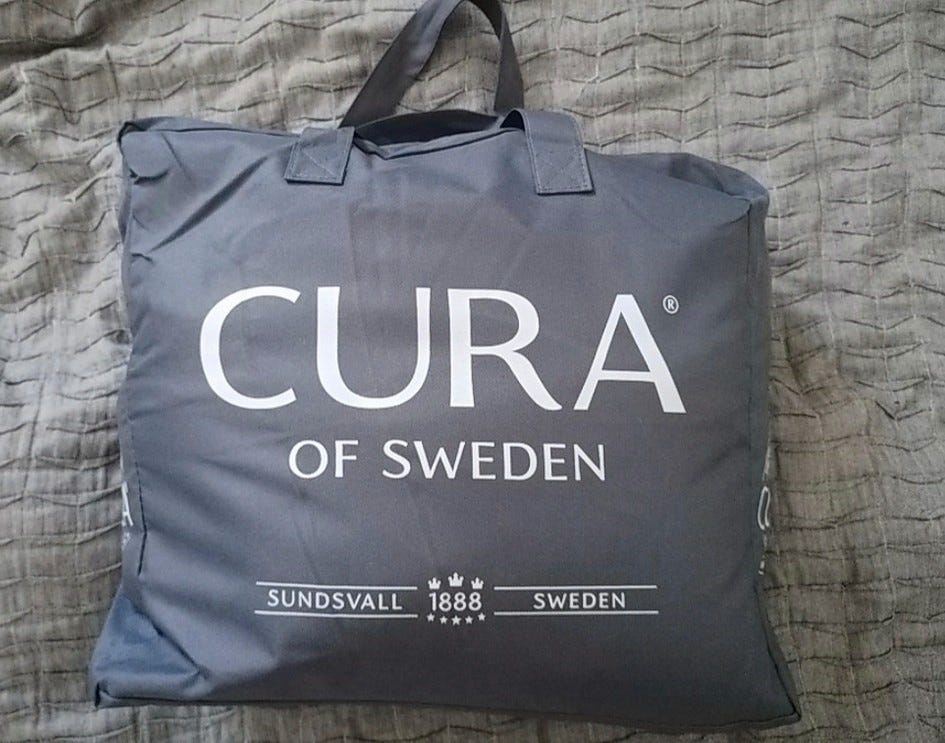 CURA®
OF SWEDEN
SUNDSVALL 1888 SWEDEN